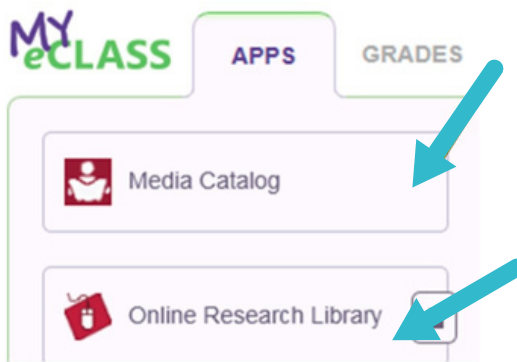 MY
eCLASS
APPS
GRADES
Media Catalog
Online Research Library